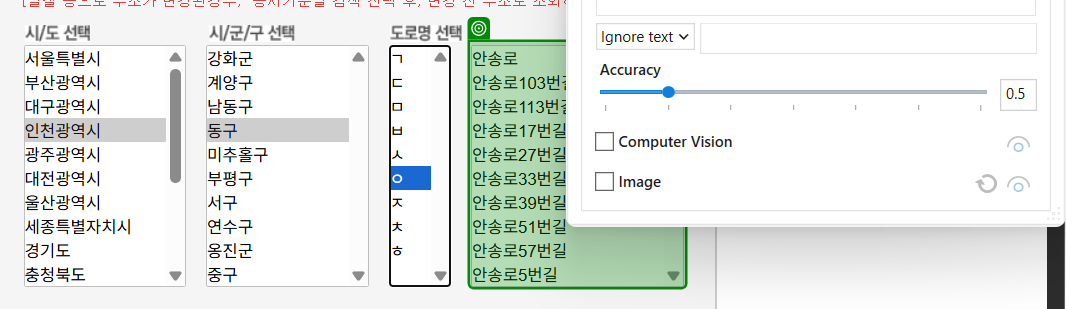 시/도 선택
서울특별시
부산광역시
대구광역시
인천광역시
광주광역시
대전광역시
울산광역시
세종특별자치시
경기도
충청북도
시/군/구 선택
강화군
계양구
남동구
동구
미추홀구
부평구
서구
연수구
옹진군
중구
도로명 선택
ㄱ
ㄷ
ㅁ
ㅂ
ㅅ
ㅇ
ㅈ
ㅊ
ㅎ
안송로
안송로103번길
안송로113번길
안송로17번길
안송로27번길
안송로33번길
안송로39번길
안송로51번길
안송로57번길
안송로5번길
Ignore text
Accuracy
0.5
Computer Vision
Image